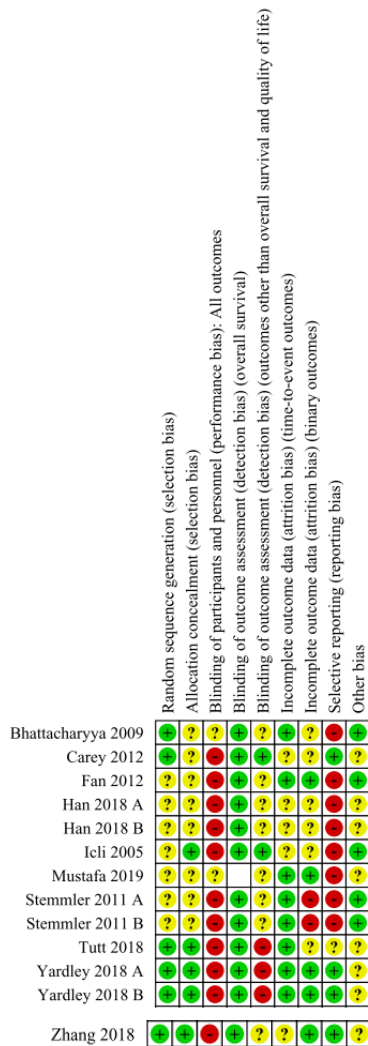 Random sequence generation (selection bias)
Allocation concealment (selection bias)
Blinding of participants and personnel (performance bias): All outcomes
Blinding of outcome assessment (detection bias) (overall survival)
Blinding of outcome assessment (detection bias) (outcomes other than overall survival and quality of life)
Incomplete outcome data (attrition bias) (time-to-event outcomes)
Incomplete outcome data (attrition bias) (binary outcomes)
Selective reporting (reporting bias)
Other bias
Bhattacharyya 2009 + ? ? + ? + ? - +
Carey 2012 + ? - + + ? ? + ?
Fan 2012 ? ? - + ? + + - +
Han 2018 A ? ? - + ? ? ? - ?
Han 2018 B ? ? - + ? ? ? - ?
Icli 2005 ? + - + + ? ? - +
Mustafa 2019 ? ? ? ? + + - ?
Stemmler 2011 A ? ? - + ? + - - +
Stemmler 2011 B ? ? - + ? + - - +
Tutt 2018 + + - + - + ? ? ?
Yardley 2018 A + + - + - + + + ?
Yardley 2018 B + + - + - + + + ?
Zhang 2018 + + - + ? ? + + ?